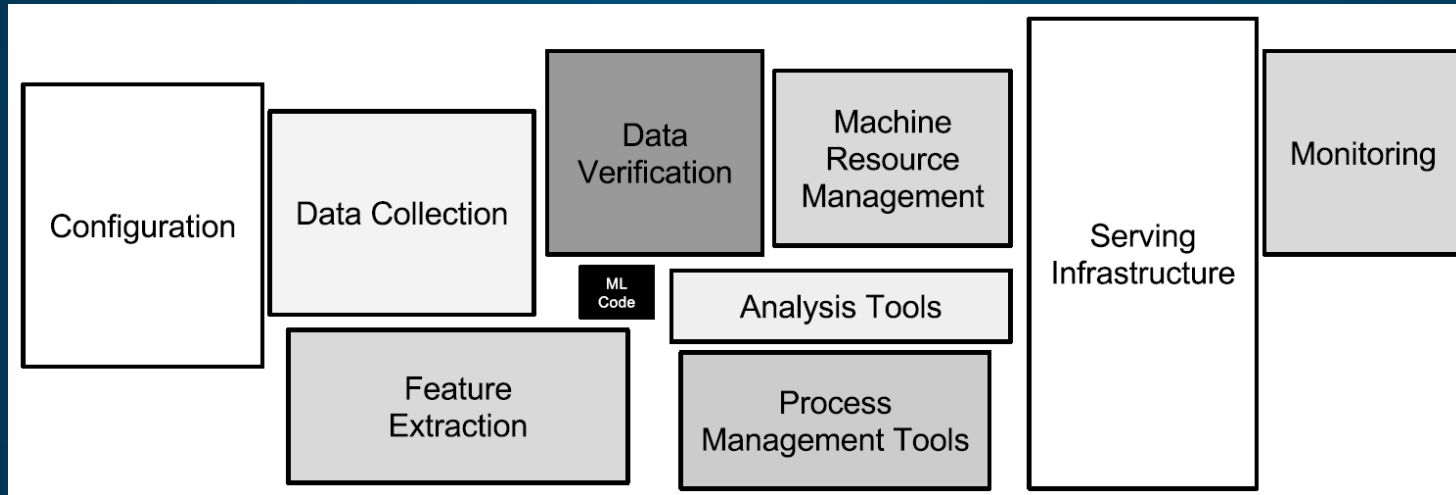 Configuration
Data Collection
Feature
Extraction
Data
Verification
ML
Code
Machine
Resource
Management
Analysis Tools
Process
Management Tools
Serving
Infrastructure
Monitoring